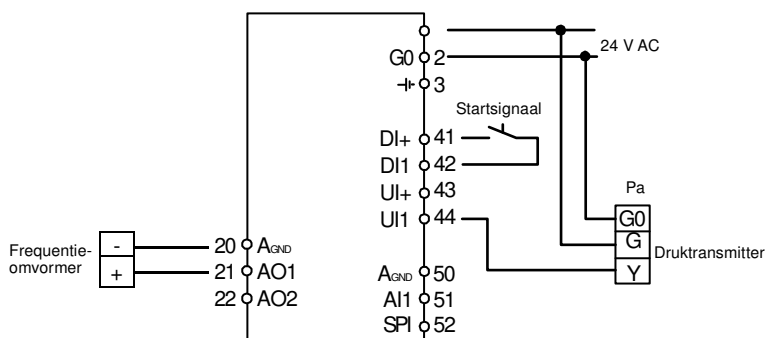 24 V AC
G0 2
3
Startsignaal
DI+ 41
DI1 42
UI+ 43
Pa
UI1 44
G0
Frequentie-
omvormer
-
20 AGND
G
Druktransmitter
+
21 AO1
AGND 50
Y
22 AO2
AI1 51
SPI 52